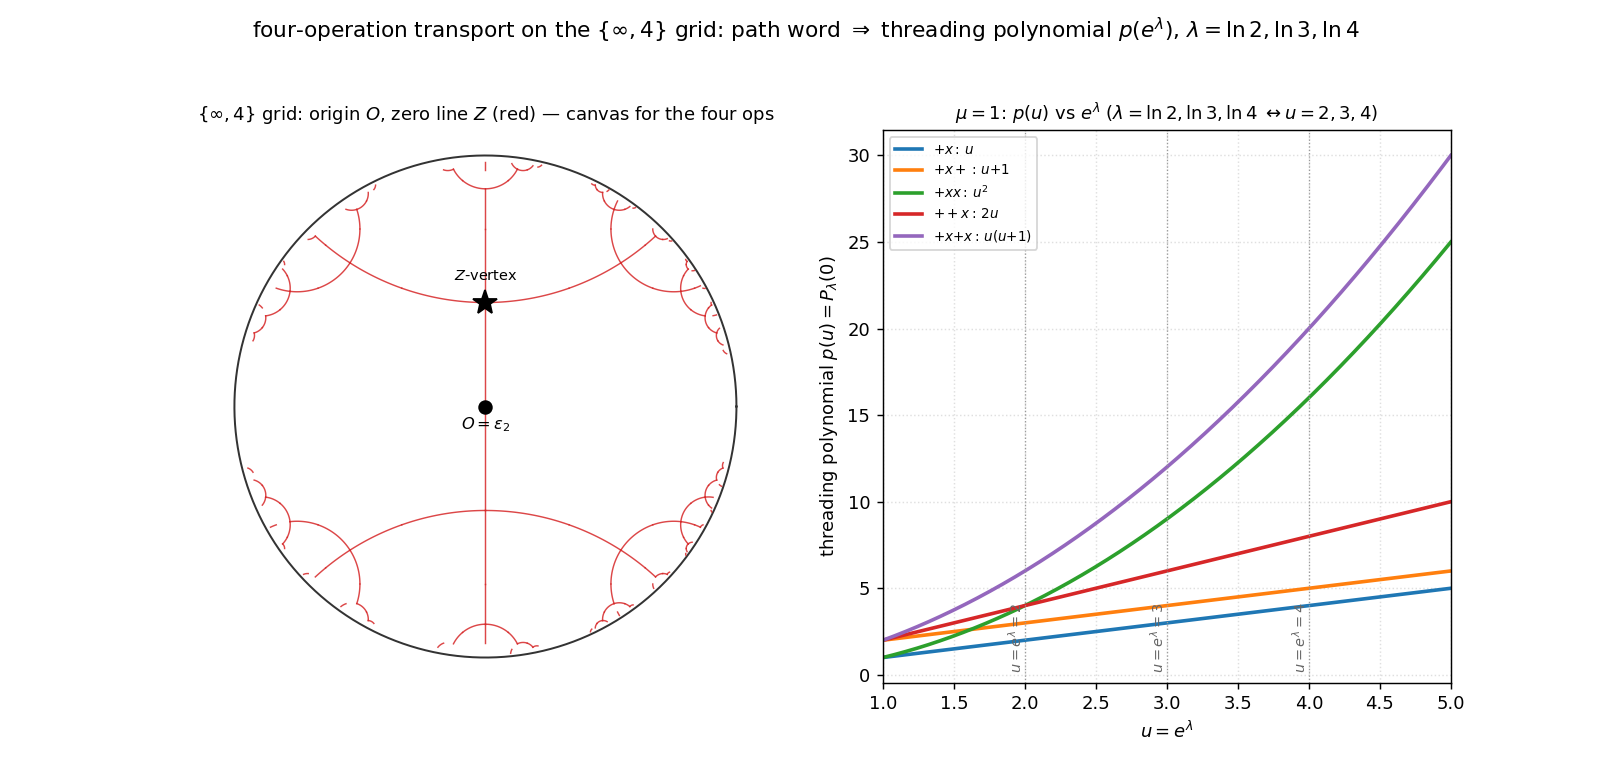 four-operation transport on the {∞, 4} grid: path word ⇒ threading polynomial p(e^λ), λ = ln 2, ln 3, ln 4
{∞, 4} grid: origin O, zero line Z (red) — canvas for the four ops
Z-vertex
O = ε₂
μ = 1: p(u) vs e^λ (λ = ln 2, ln 3, ln 4 ↔ u = 2, 3, 4)
+x: u
+x+: u+1
+xx: u²
++x: 2u
+x+x: u(u+1)
threading polynomial p(u) = P_λ(0)
30
25
20
15
10
5
0
u = e^λ = 2
u = e^λ = 3
u = e^λ = 4
1.0 1.5 2.0 2.5 3.0 3.5 4.0 4.5 5.0
u = e^λ